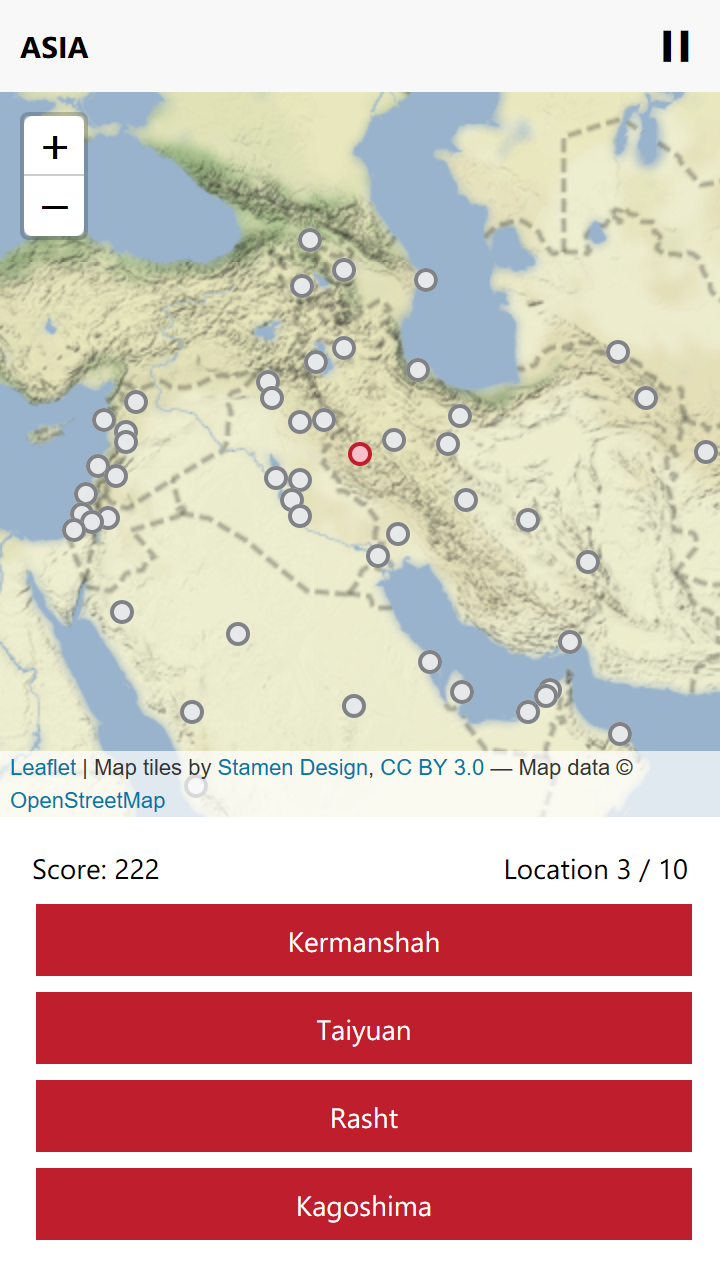 ASIA
+
−
Leaflet | Map tiles by Stamen Design, CC BY 3.0 — Map data ©
OpenStreetMap
Score: 222
Location 3 / 10
Kermanshah
Taiyuan
Rasht
Kagoshima